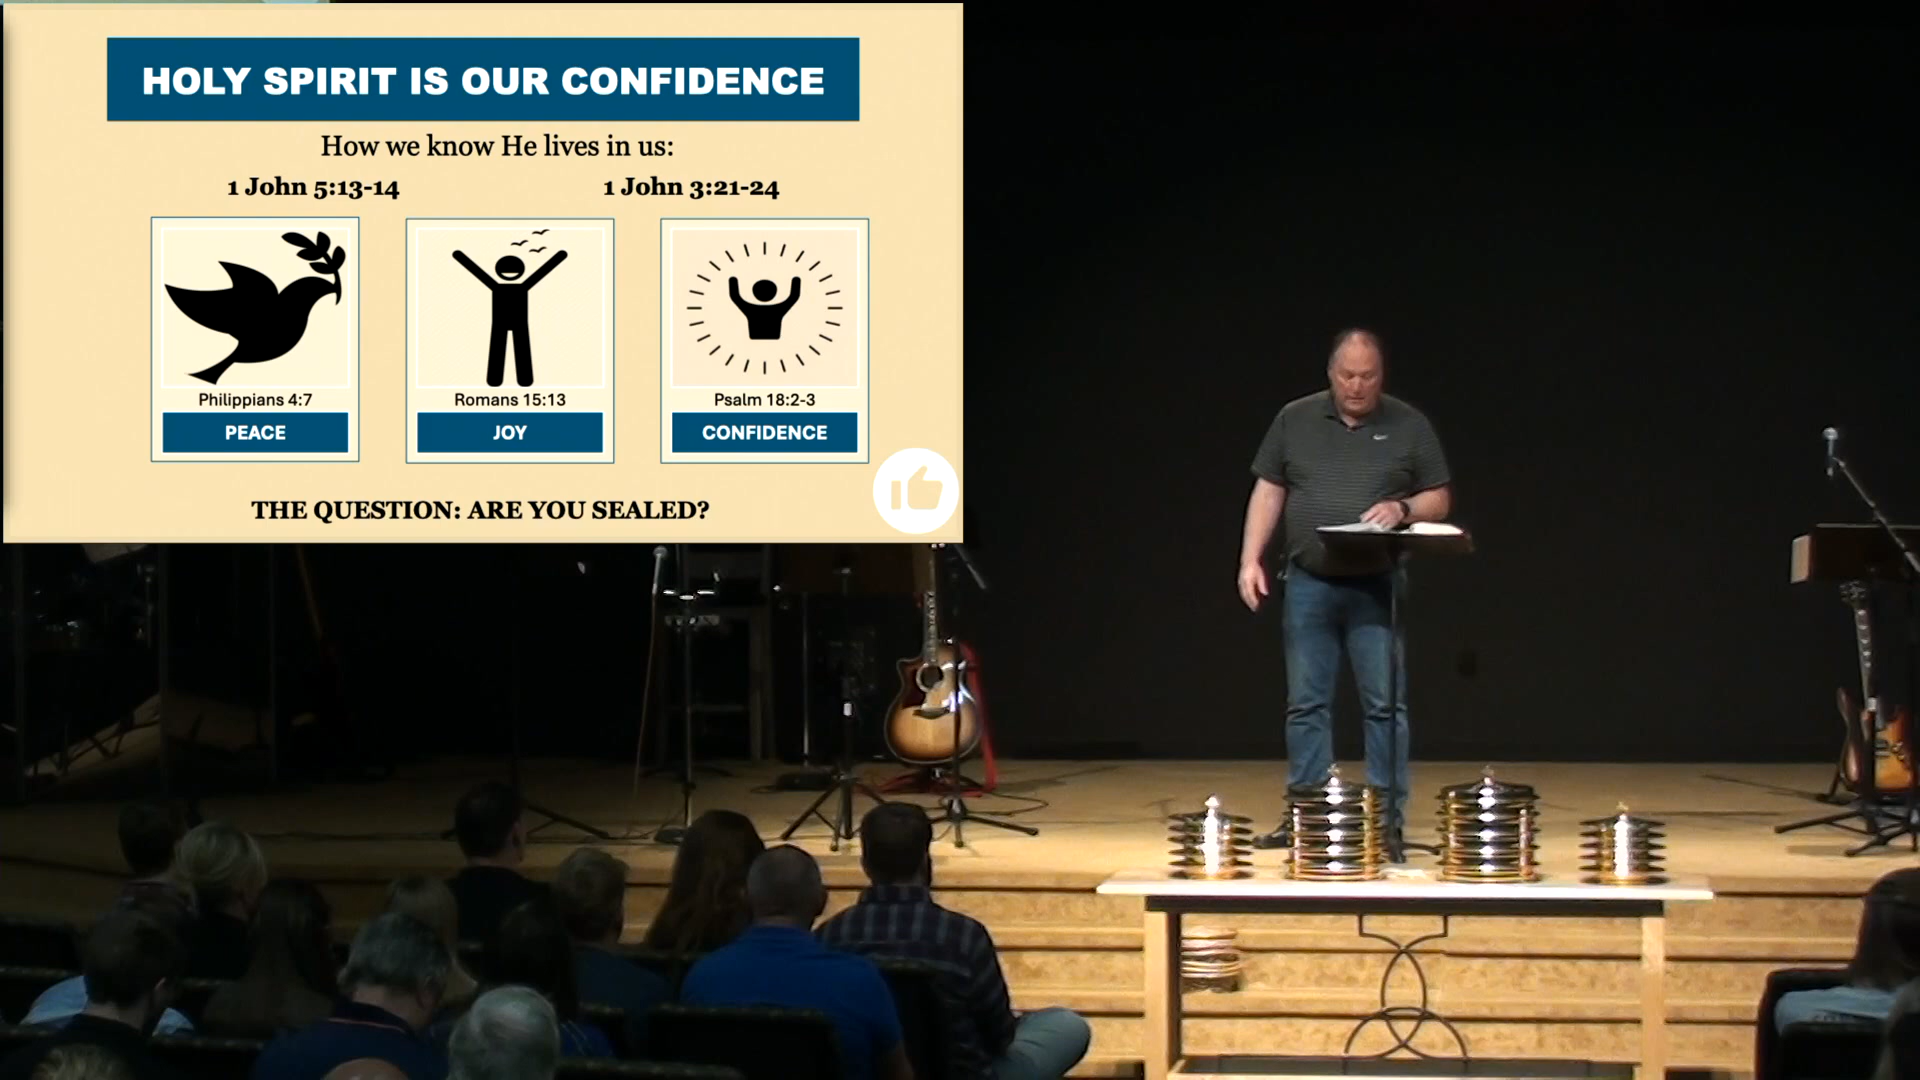 HOLY SPIRIT IS OUR CONFIDENCE
How we know He lives in us:
1 John 5:13-14
1 John 3:21-24
Philippians 4:7
PEACE
Romans 15:13
JOY
Psalm 18:2-3
CONFIDENCE
THE QUESTION: ARE YOU SEALED?